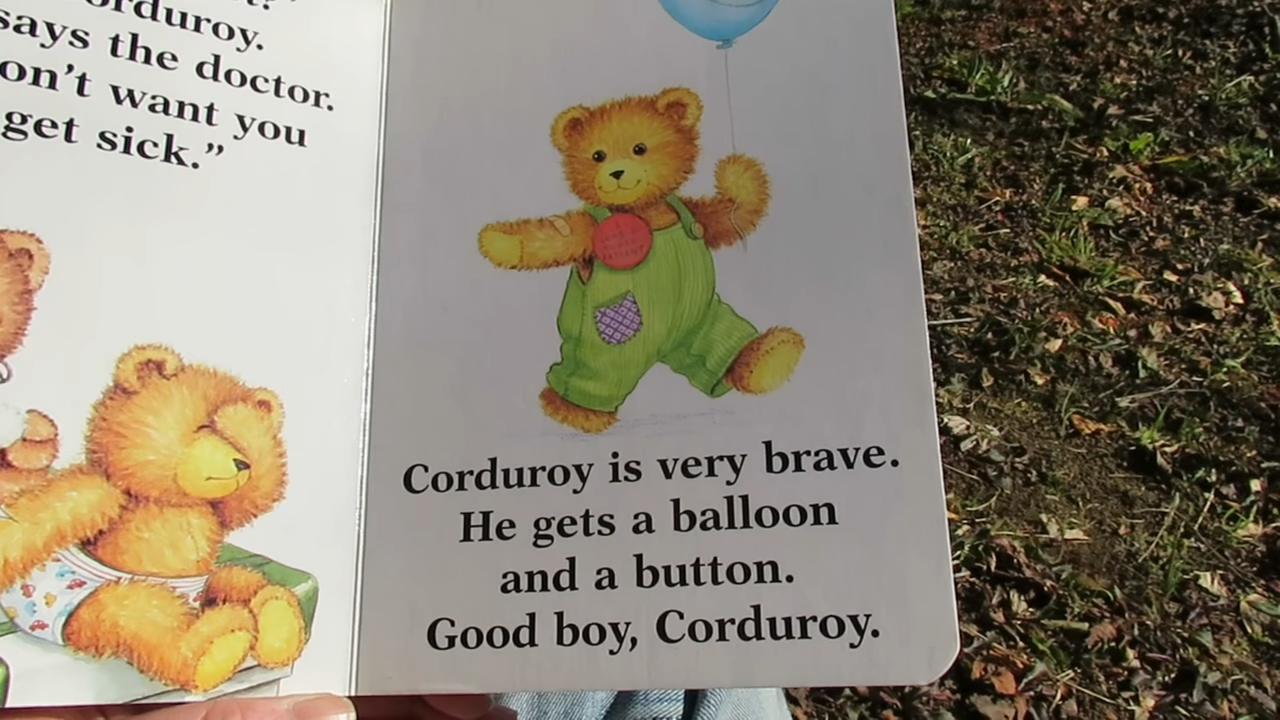 orduroy.
says the doctor.
on't want you
get sick.”
Corduroy is very brave.
He gets a balloon
and a button.
Good boy, Corduroy.